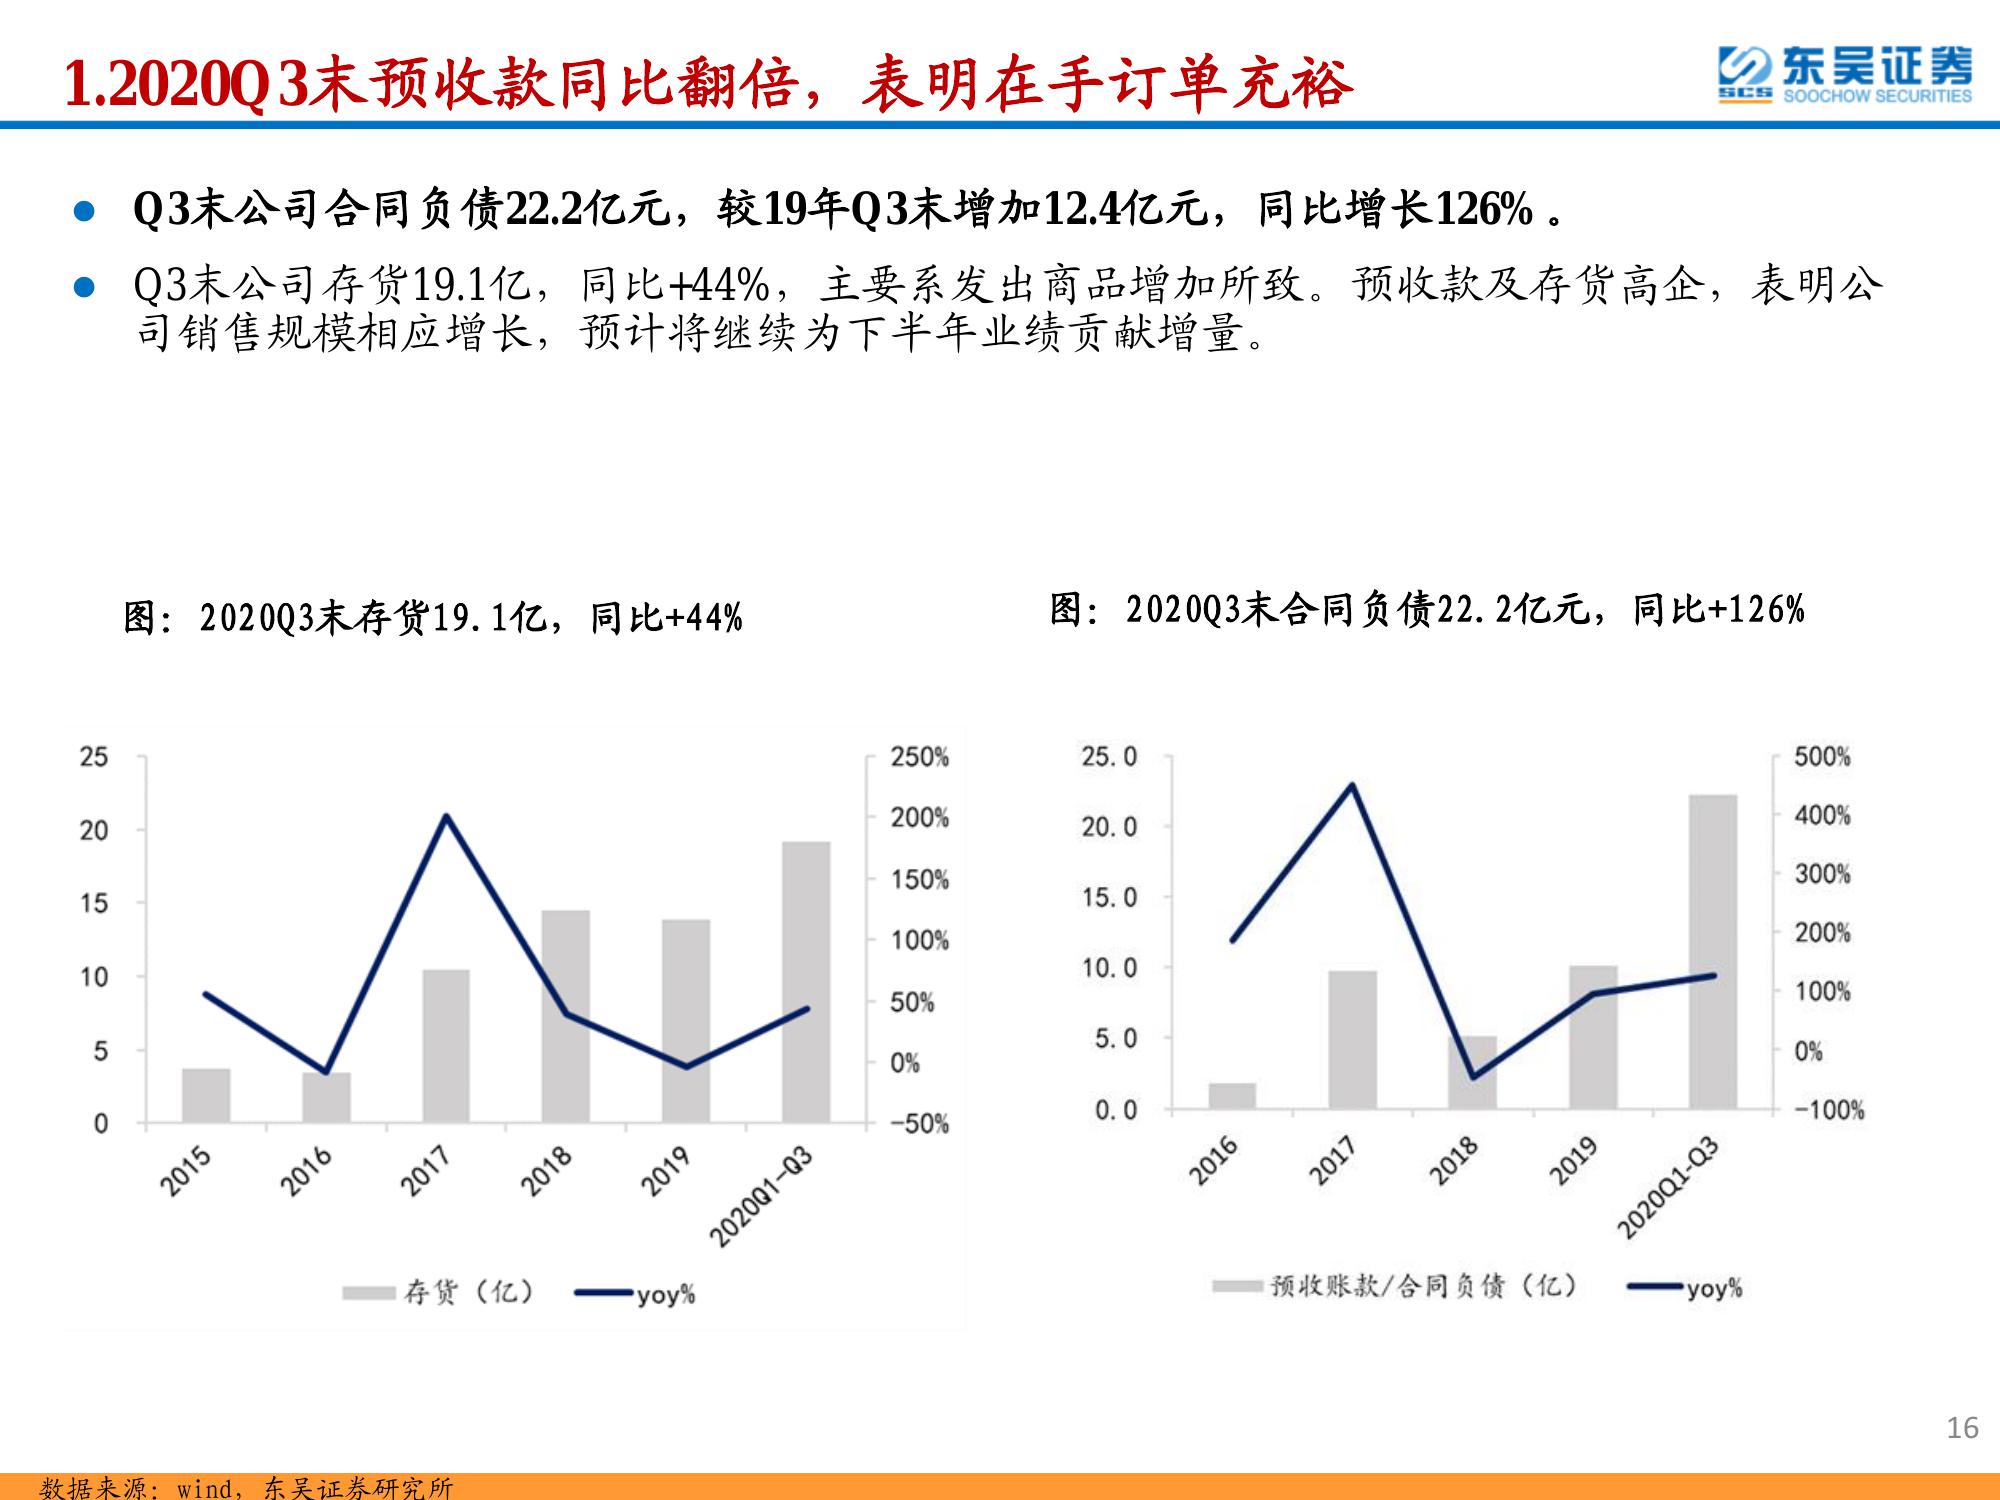 1.2020Q3末预收款同比翻倍，表明在手订单充裕
东吴证券
SCS SOOCHOW SECURITIES
● Q3末公司合同负债22.2亿元，较19年Q3末增加12.4亿元，同比增长126% 。
● Q3末公司存货19.1亿，同比+44%，主要系发出商品增加所致。预收款及存货高企，表明公
司销售规模相应增长，预计将继续为下半年业绩贡献增量。
图：2020Q3末存货19.1亿，同比+44%
25
20
15
10
5
0
250%
200%
150%
100%
50%
0%
-50%
2015
2016
2017
2018
2019
2020Q1-Q3
存货（亿） yoy%
图：2020Q3末合同负债22.2亿元，同比+126%
25.0
20.0
15.0
10.0
5.0
0.0
500%
400%
300%
200%
100%
0%
-100%
2016
2017
2018
2019
2020Q1-Q3
预收账款/合同负债（亿） yoy%
16
数据来源：wind，东吴证券研究所